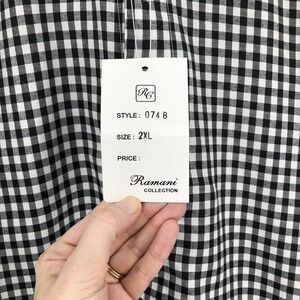 RC
STYLE: 074 B
SIZE: 2XL
PRICE:
Ramani
COLLECTION